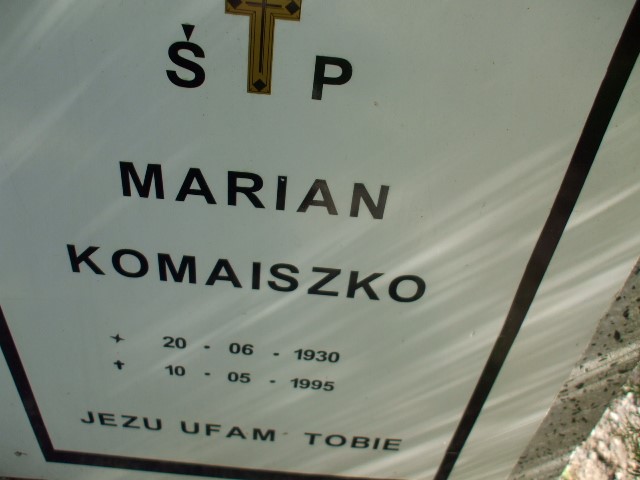 Ś P
MARIAN
KOMAISZKO
20 - 06 - 1930
10 - 05 - 1995
JEZU UFAM TOBIE